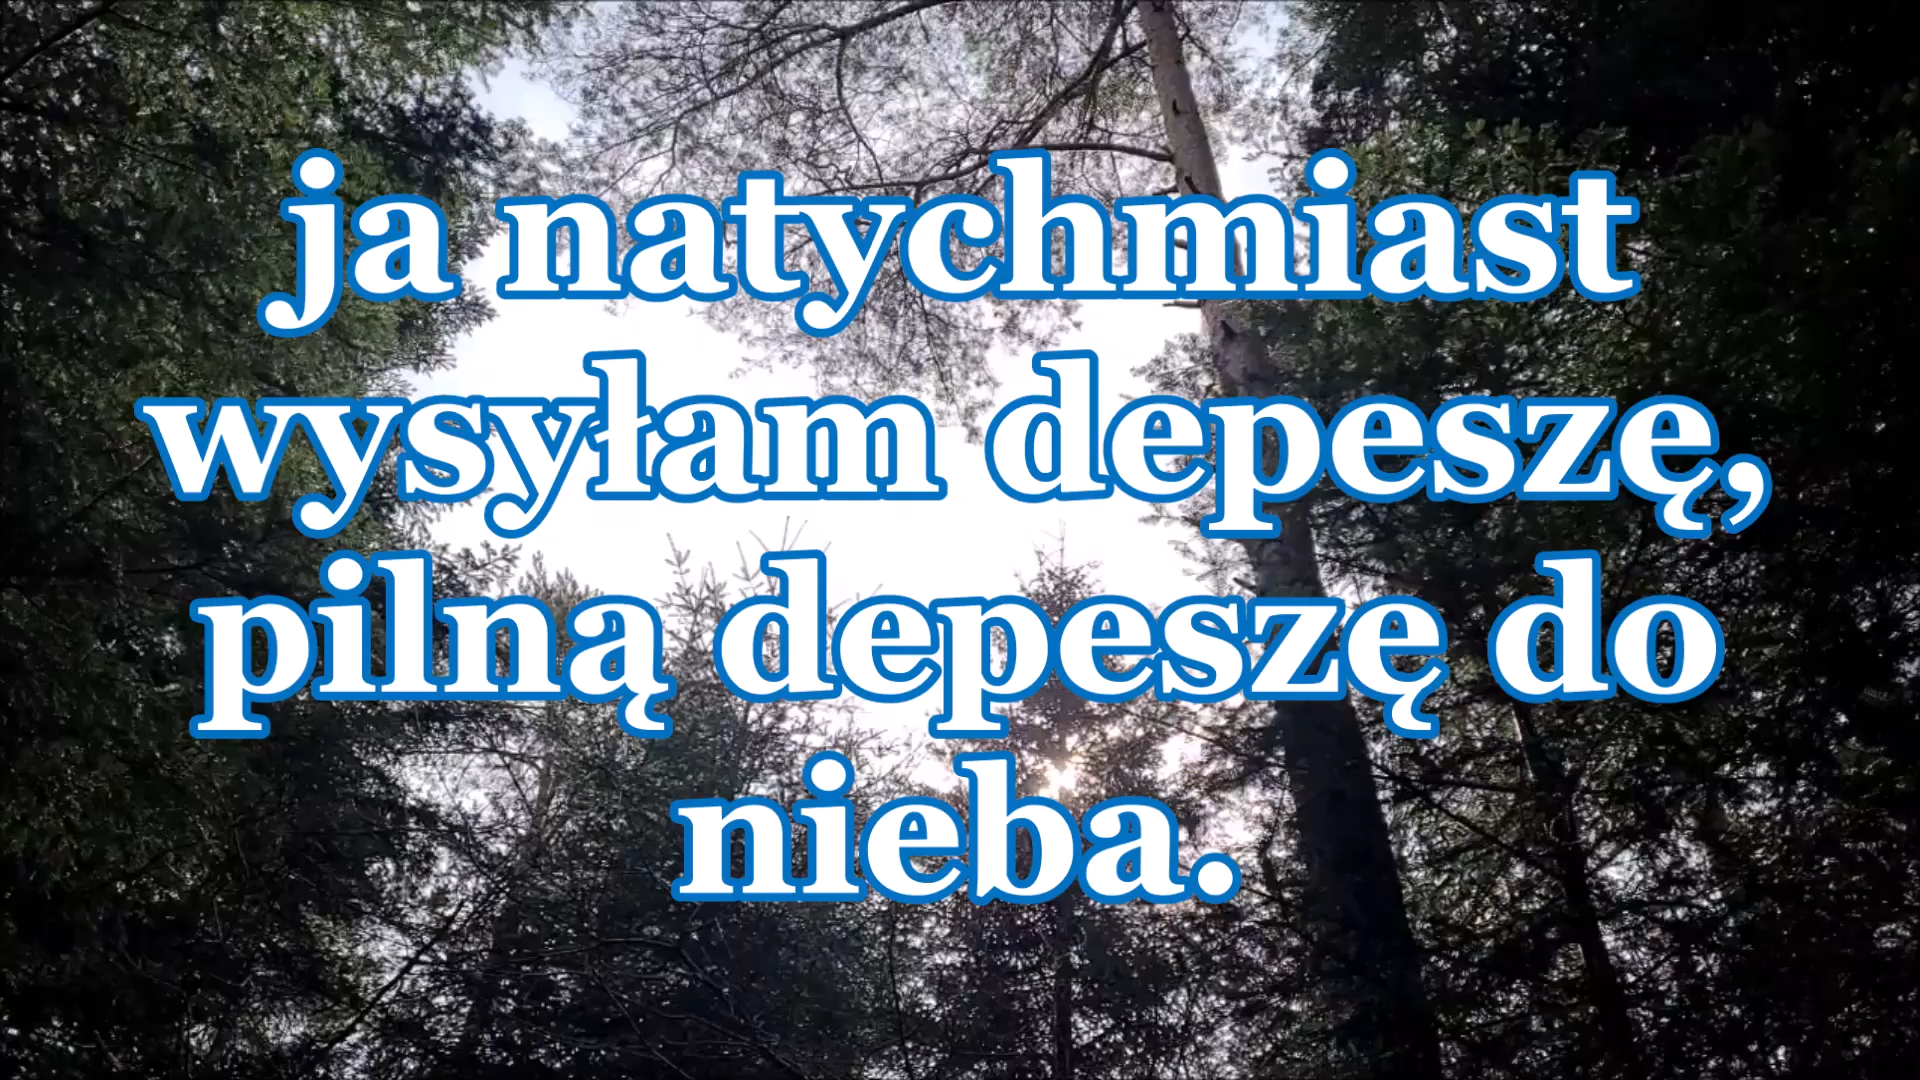 ja natychmiast
wysyłam depeszę,
pilną depeszę do
nieba.